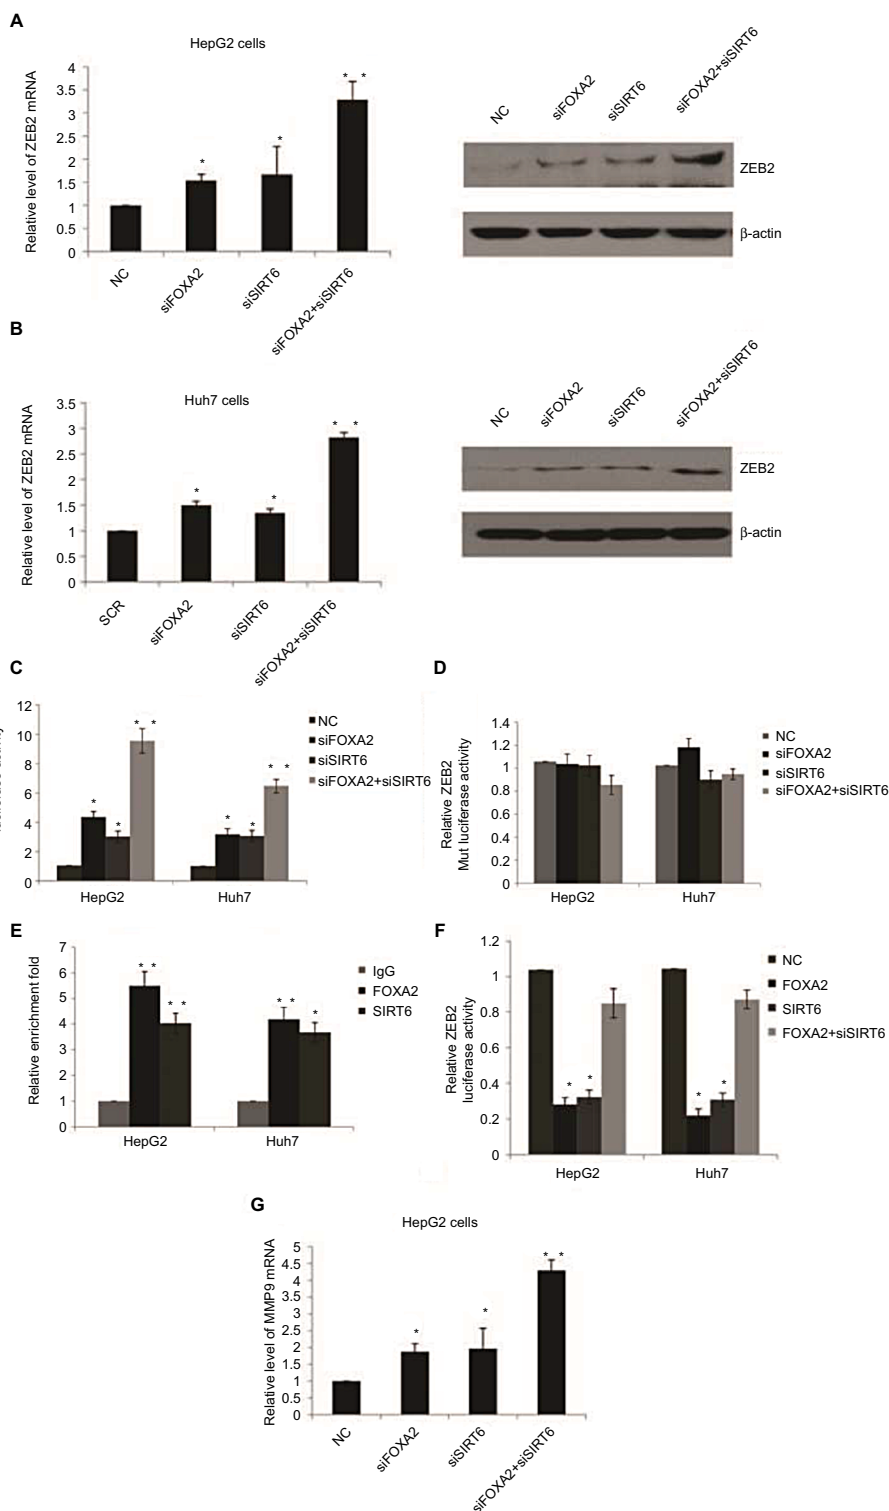 A
HepG2 cells
Relative level of ZEB2 mRNA
4
3.5
3
2.5
2
1.5
1
0.5
0
* * * *
NC siFOXA2 siSIRT6 siFOXA2+siSIRT6
NC siFOXA2 siSIRT6 siFOXA2+siSIRT6
ZEB2
β-actin
B
Huh7 cells
Relative level of ZEB2 mRNA
3.5
3
2.5
2
1.5
1
0.5
0
* * * *
SCR siFOXA2 siSIRT6 siFOXA2+siSIRT6
NC siFOXA2 siSIRT6 siFOXA2+siSIRT6
ZEB2
β-actin
C
12
10
8
6
4
2
0
* * * * * * * *
HepG2 Huh7
NC
siFOXA2
siSIRT6
siFOXA2+siSIRT6
D
Relative ZEB2
Mut luciferase activity
1.4
1.2
1
0.8
0.6
0.4
0.2
0
HepG2 Huh7
NC
siFOXA2
siSIRT6
siFOXA2+siSIRT6
E
Relative enrichment fold
7
6
5
4
3
2
1
0
* * * * * * *
HepG2 Huh7
IgG
FOXA2
SIRT6
F
Relative ZEB2
luciferase activity
1.2
1
0.8
0.6
0.4
0.2
0
* * * *
HepG2 Huh7
NC
FOXA2
SIRT6
FOXA2+siSIRT6
G
HepG2 cells
Relative level of MMP9 mRNA
5
4.5
4
3.5
3
2.5
2
1.5
1
0.5
0
* * * *
NC siFOXA2 siSIRT6 siFOXA2+siSIRT6